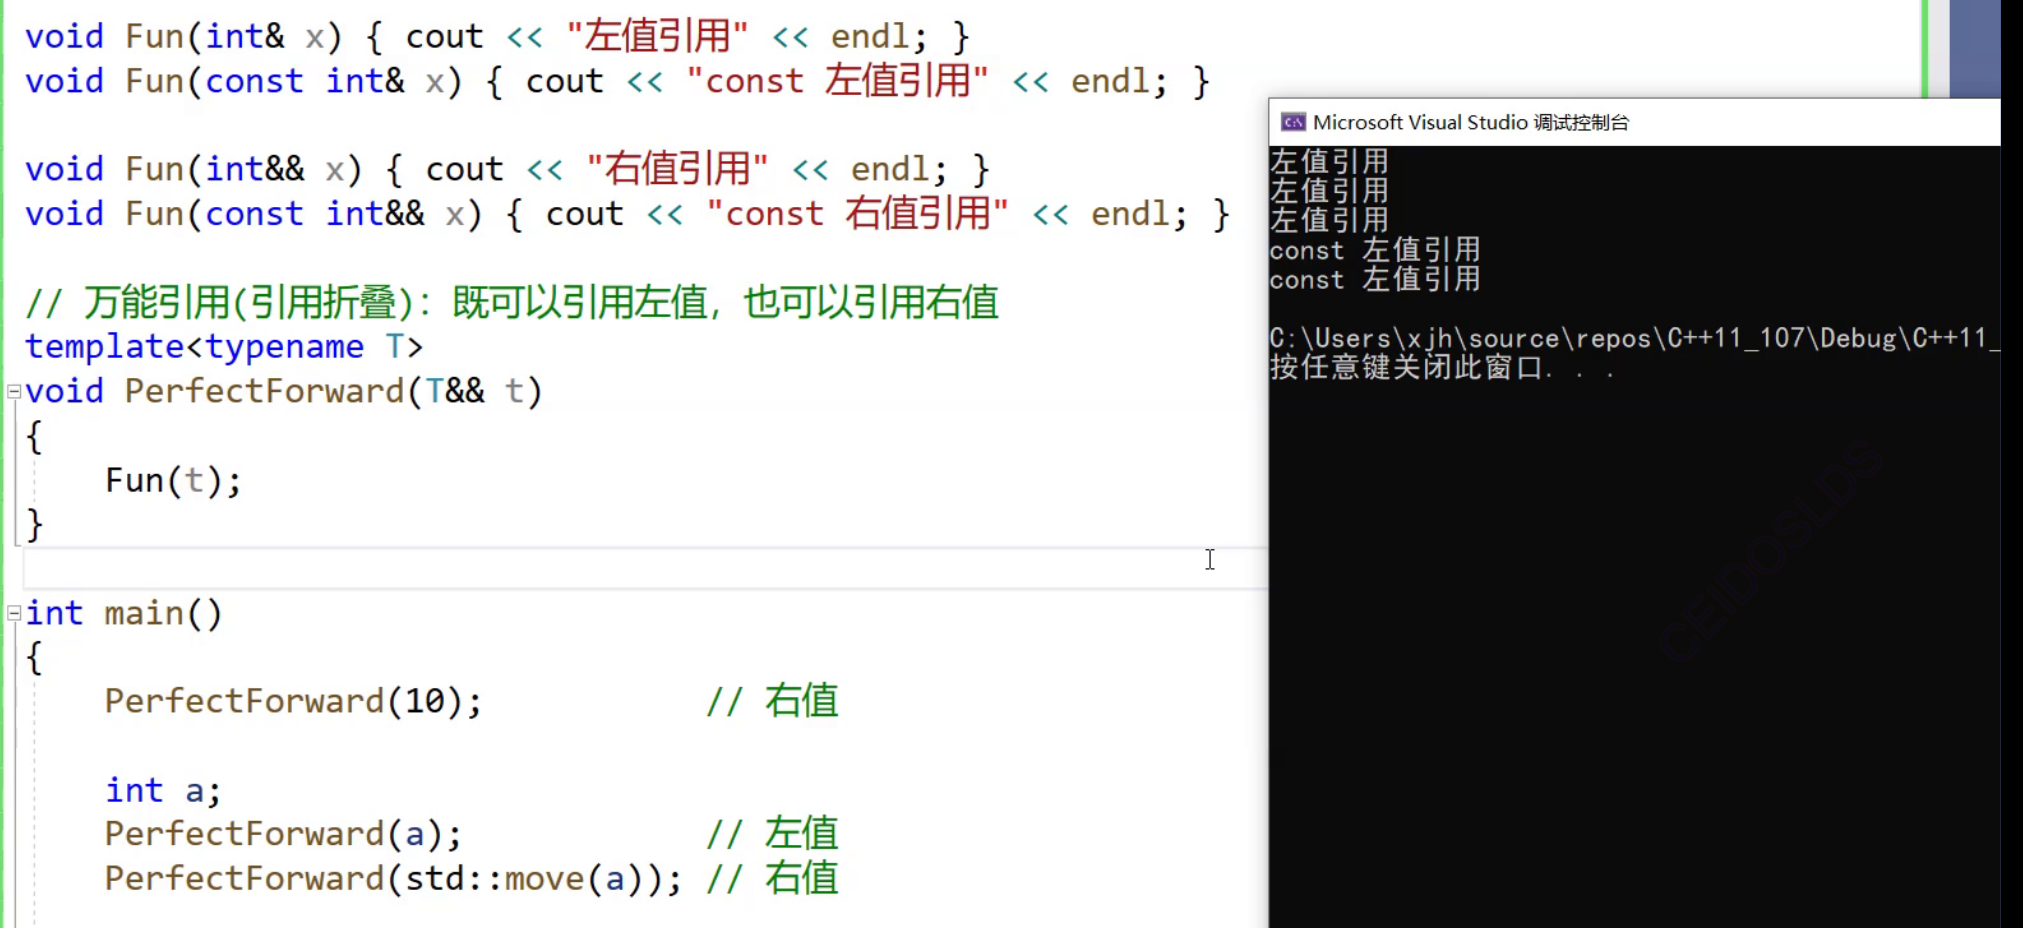 void Fun(int& x) { cout << "左值引用" << endl; }
void Fun(const int& x) { cout << "const 左值引用" << endl; }
void Fun(int&& x) { cout << "右值引用" << endl; }
void Fun(const int&& x) { cout << "const 右值引用" << endl; }
// 万能引用(引用折叠)：既可以引用左值，也可以引用右值
template<typename T>
void PerfectForward(T&& t)
{
    Fun(t);
}
int main()
{
    PerfectForward(10);           // 右值
    int a;
    PerfectForward(a);            // 左值
    PerfectForward(std::move(a)); // 右值
Microsoft Visual Studio 调试控制台
左值引用
左值引用
左值引用
const 左值引用
const 左值引用
C:\Users\xjh\source\repos\C++11_107\Debug\C++11_
按任意键关闭此窗口. . .